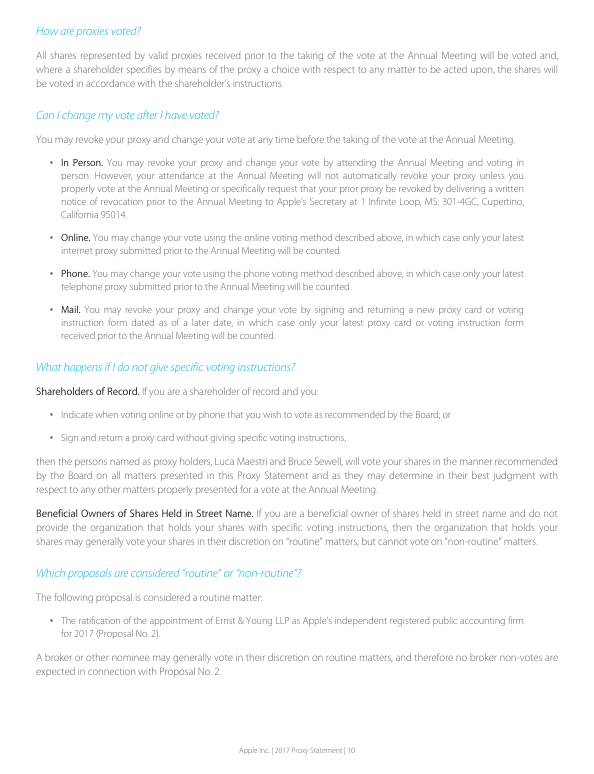 How are proxies voted?
All shares represented by valid proxies received prior to the taking of the vote at the Annual Meeting will be voted and,
where a shareholder specifies by means of the proxy a choice with respect to any matter to be acted upon, the shares will
be voted in accordance with the shareholder's instructions.
Can I change my vote after I have voted?
You may revoke your proxy and change your vote at any time before the taking of the vote at the Annual Meeting.
• In Person. You may revoke your proxy and change your vote by attending the Annual Meeting and voting in
person. However, your attendance at the Annual Meeting will not automatically revoke your proxy unless you
properly vote at the Annual Meeting or specifically request that your prior proxy be revoked by delivering a written
notice of revocation prior to the Annual Meeting to Apple's Secretary at 1 Infinite Loop, MS: 301-4GC, Cupertino,
California 95014.
• Online. You may change your vote using the online voting method described above, in which case only your latest
internet proxy submitted prior to the Annual Meeting will be counted.
• Phone. You may change your vote using the phone voting method described above, in which case only your latest
telephone proxy submitted prior to the Annual Meeting will be counted.
• Mail. You may revoke your proxy and change your vote by signing and returning a new proxy card or voting
instruction form dated as of a later date, in which case only your latest proxy card or voting instruction form
received prior to the Annual Meeting will be counted.
What happens if I do not give specific voting instructions?
Shareholders of Record. If you are a shareholder of record and you:
• Indicate when voting online or by phone that you wish to vote as recommended by the Board; or
• Sign and return a proxy card without giving specific voting instructions,
then the persons named as proxy holders, Luca Maestri and Bruce Sewell, will vote your shares in the manner recommended
by the Board on all matters presented in this Proxy Statement and as they may determine in their best judgment with
respect to any other matters properly presented for a vote at the Annual Meeting.
Beneficial Owners of Shares Held in Street Name. If you are a beneficial owner of shares held in street name and do not
provide the organization that holds your shares with specific voting instructions, then the organization that holds your
shares may generally vote your shares in their discretion on "routine" matters, but cannot vote on "non-routine" matters.
Which proposals are considered "routine" or "non-routine"?
The following proposal is considered a routine matter:
• The ratification of the appointment of Ernst & Young LLP as Apple's independent registered public accounting firm
for 2017 (Proposal No. 2).
A broker or other nominee may generally vote in their discretion on routine matters, and therefore no broker non-votes are
expected in connection with Proposal No. 2.
Apple Inc. | 2017 Proxy Statement | 10